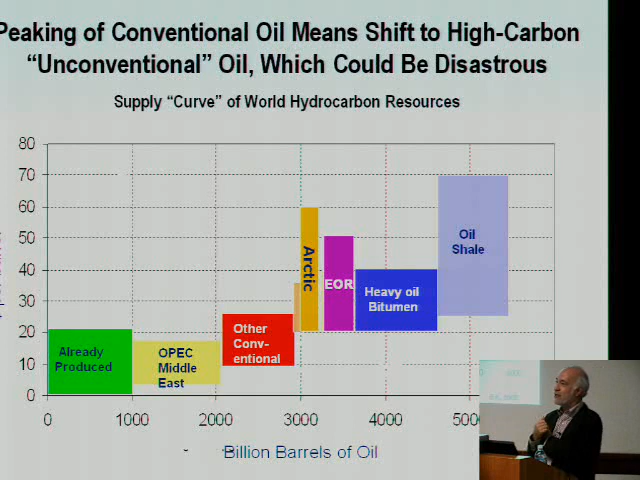 Peaking of Conventional Oil Means Shift to High-Carbon
“Unconventional” Oil, Which Could Be Disastrous
Supply “Curve” of World Hydrocarbon Resources
80
70
60
50
40
30
20
10
0
Already
Produced
OPEC
Middle
East
Other
Conv-
entional
Arctic
EOR
Heavy oil
Bitumen
Oil
Shale
0
1000
2000
3000
4000
Billion Barrels of Oil